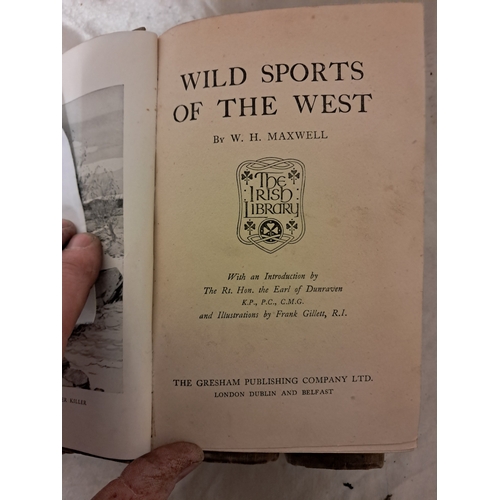 WILD SPORTS
OF THE WEST
By W. H. MAXWELL
The
Irish
Library
With an Introduction by
The Rt. Hon. the Earl of Dunraven
K.P., P.C., C.M.G.
and Illustrations by Frank Gillett, R.I.
THE GRESHAM PUBLISHING COMPANY LTD.
LONDON DUBLIN AND BELFAST
KILLER